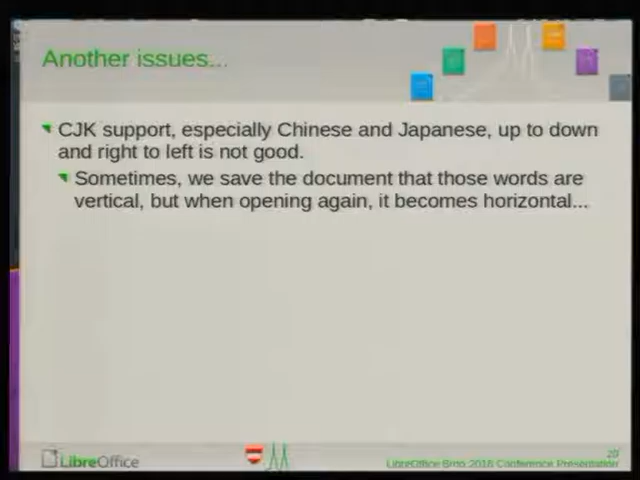 Another issues...
CJK support, especially Chinese and Japanese, up to down
and right to left is not good.
Sometimes, we save the document that those words are
vertical, but when opening again, it becomes horizontal...
LibreOffice
20
LibreOffice Brno 2016 Conference Presentation